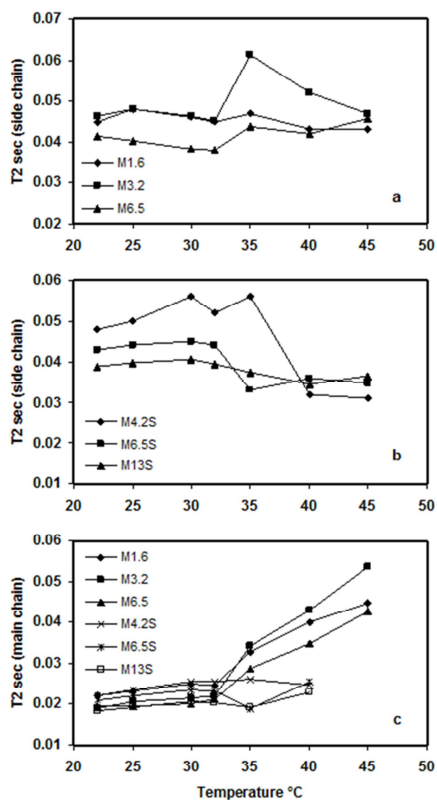 T2 sec (side chain)
0.06
0.05
0.04
0.03
0.02
M1.6
M3.2
M6.5
a
20 25 30 35 40 45 50
T2 sec (side chain)
0.06
0.05
0.04
0.03
0.02
0.01
M4.2S
M6.5S
M13S
b
20 25 30 35 40 45 50
T2 sec (main chain)
0.06
0.05
0.04
0.03
0.02
0.01
M1.6
M3.2
M6.5
M4.2S
M6.5S
M13S
c
20 25 30 35 40 45 50
Temperature °C